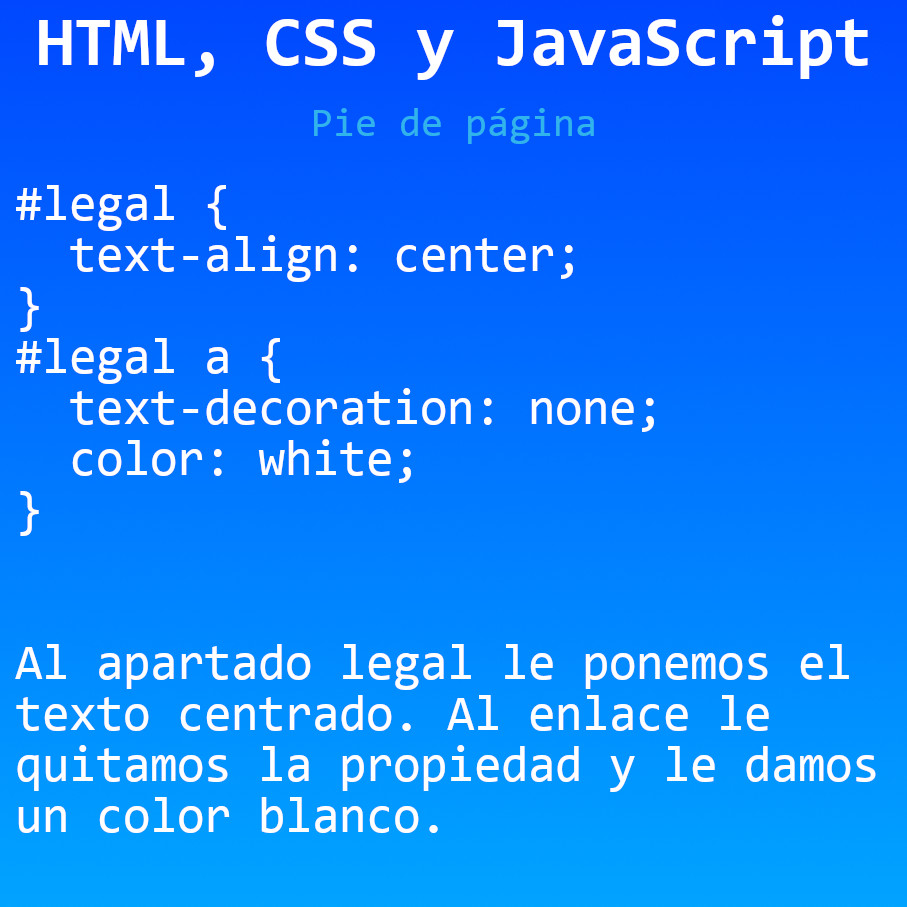 HTML, CSS y JavaScript
Pie de página
#legal {
  text-align: center;
}
#legal a {
  text-decoration: none;
  color: white;
}
Al apartado legal le ponemos el
texto centrado. Al enlace le
quitamos la propiedad y le damos
un color blanco.